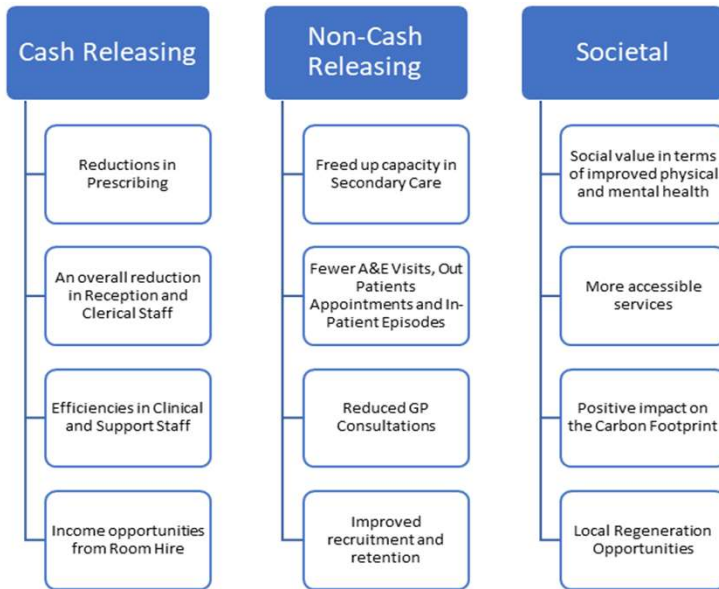 Cash Releasing
Reductions in
Prescribing
An overall reduction
in Reception and
Clerical Staff
Efficiencies in Clinical
and Support Staff
Income opportunities
from Room Hire
Non-Cash
Releasing
Freed up capacity in
Secondary Care
Fewer A&E Visits, Out
Patients
Appointments and In-
Patient Episodes
Reduced GP
Consultations
Improved
recruitment and
retention
Societal
Social value in terms
of improved physical
and mental health
More accessible
services
Positive impact on
the Carbon Footprint
Local Regeneration
Opportunities